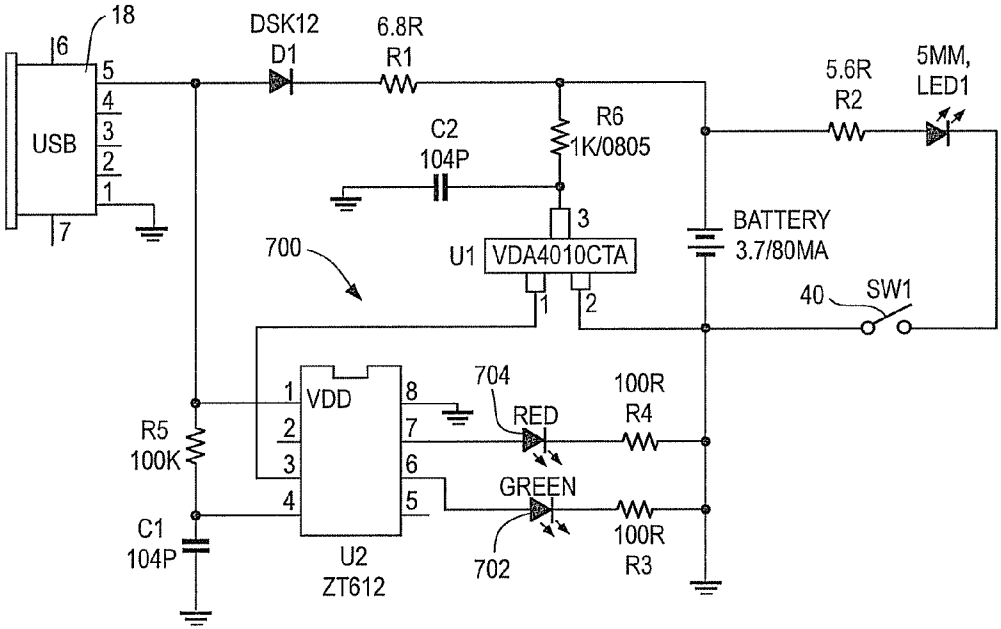 18
6
5
4
3
2
1
7
USB
DSK12
D1
6.8R
R1
R6
1K/0805
C2
104P
5.6R
R2
5MM,
LED1
3
U1
VDA4010CTA
1
2
BATTERY
3.7/80MA
40
SW1
700
1
VDD
8
2
7
3
6
4
5
R5
100K
C1
104P
U2
ZT612
704
RED
100R
R4
GREEN
702
100R
R3